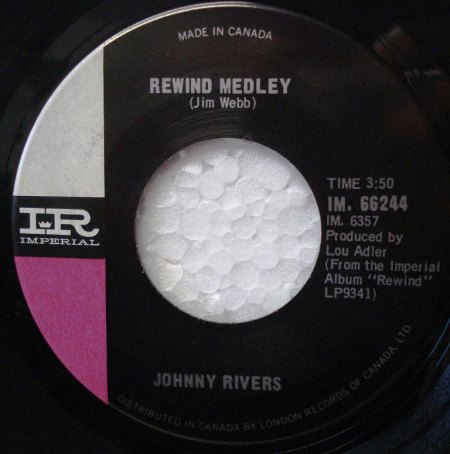 MADE IN CANADA
REWIND MEDLEY
(Jim Webb)
TIME 3:50
IM. 66244
IM. 6357
Produced by
Lou Adler
(From the Imperial
Album "Rewind"
LP9341)
IR
IMPERIAL
JOHNNY RIVERS
DISTRIBUTED IN CANADA BY LONDON RECORDS OF CANADA, LTD.